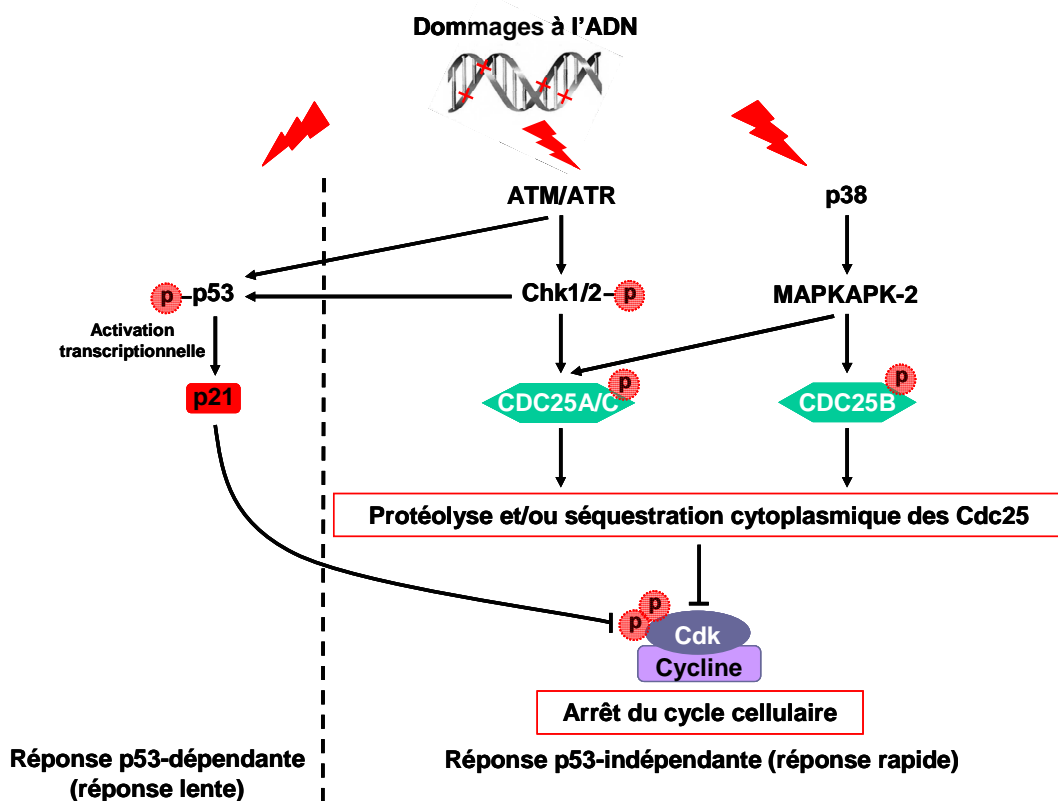 Dommages à l'ADN
ATM/ATR
p38
p
p53
Chk1/2
p
MAPKAPK-2
Activation
transcriptionnelle
p21
p
CDC25A/C
p
CDC25B
Protéolyse et/ou séquestration cytoplasmique des Cdc25
p
p
Cdk
Cycline
Arrêt du cycle cellulaire
Réponse p53-dépendante
(réponse lente)
Réponse p53-indépendante (réponse rapide)